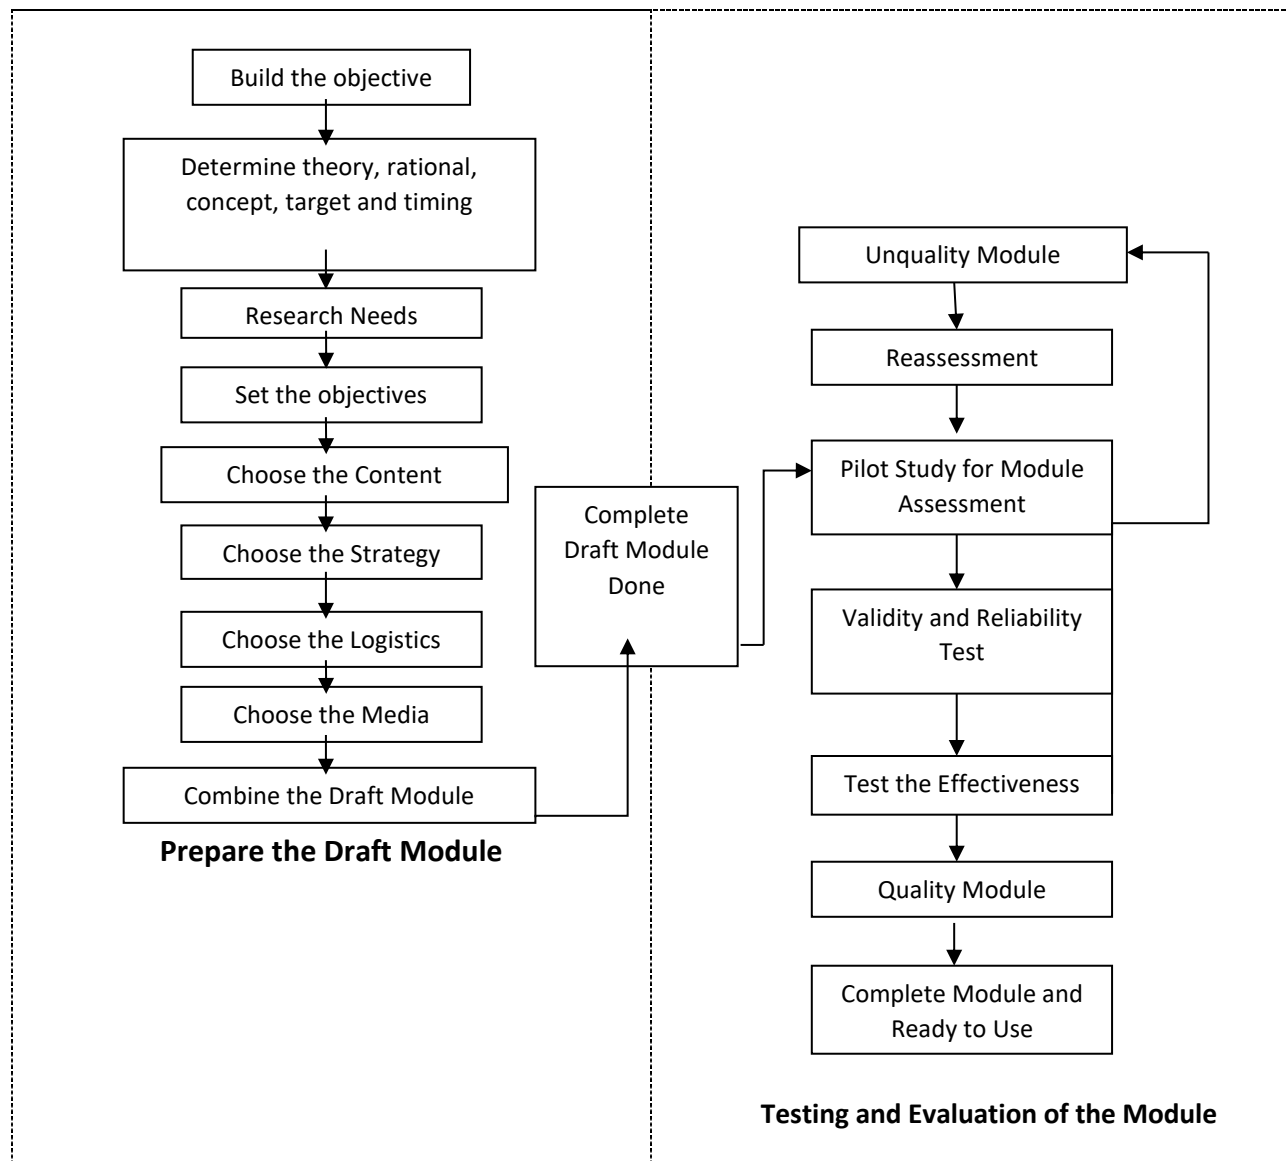 Build the objective
Determine theory, rational,
concept, target and timing
Research Needs
Set the objectives
Choose the Content
Choose the Strategy
Choose the Logistics
Choose the Media
Combine the Draft Module
Prepare the Draft Module
Complete
Draft Module
Done
Unquality Module
Reassessment
Pilot Study for Module
Assessment
Validity and Reliability
Test
Test the Effectiveness
Quality Module
Complete Module and
Ready to Use
Testing and Evaluation of the Module